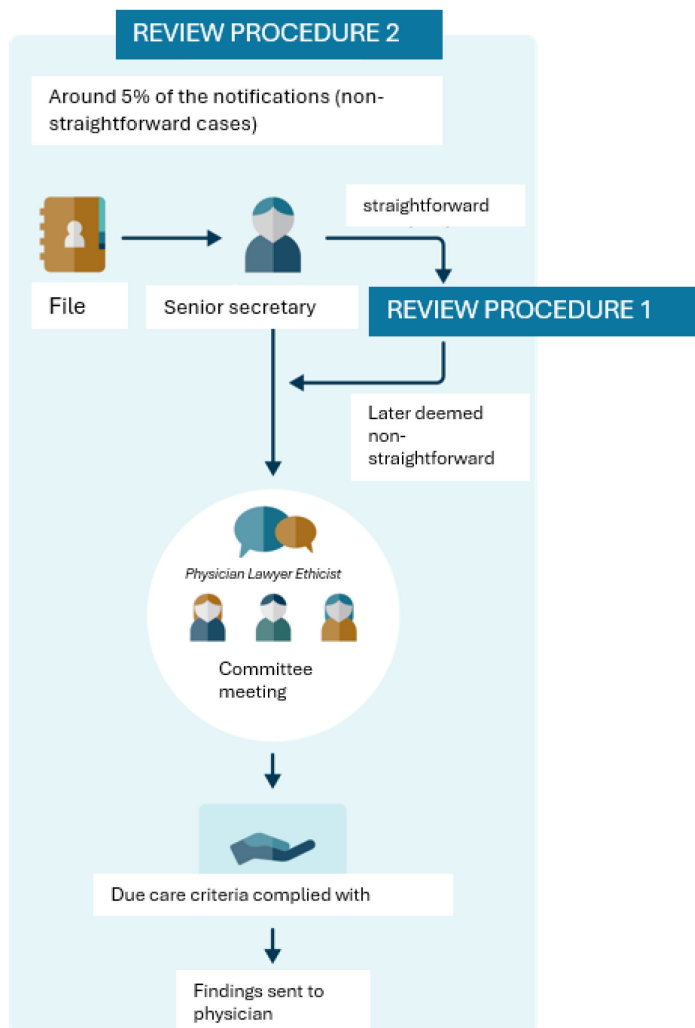 REVIEW PROCEDURE 2
Around 5% of the notifications (non-
straightforward cases)
straightforward
File
Senior secretary
REVIEW PROCEDURE 1
Later deemed
non-
straightforward
Physician Lawyer Ethicist
Committee
meeting
Due care criteria complied with
Findings sent to
physician